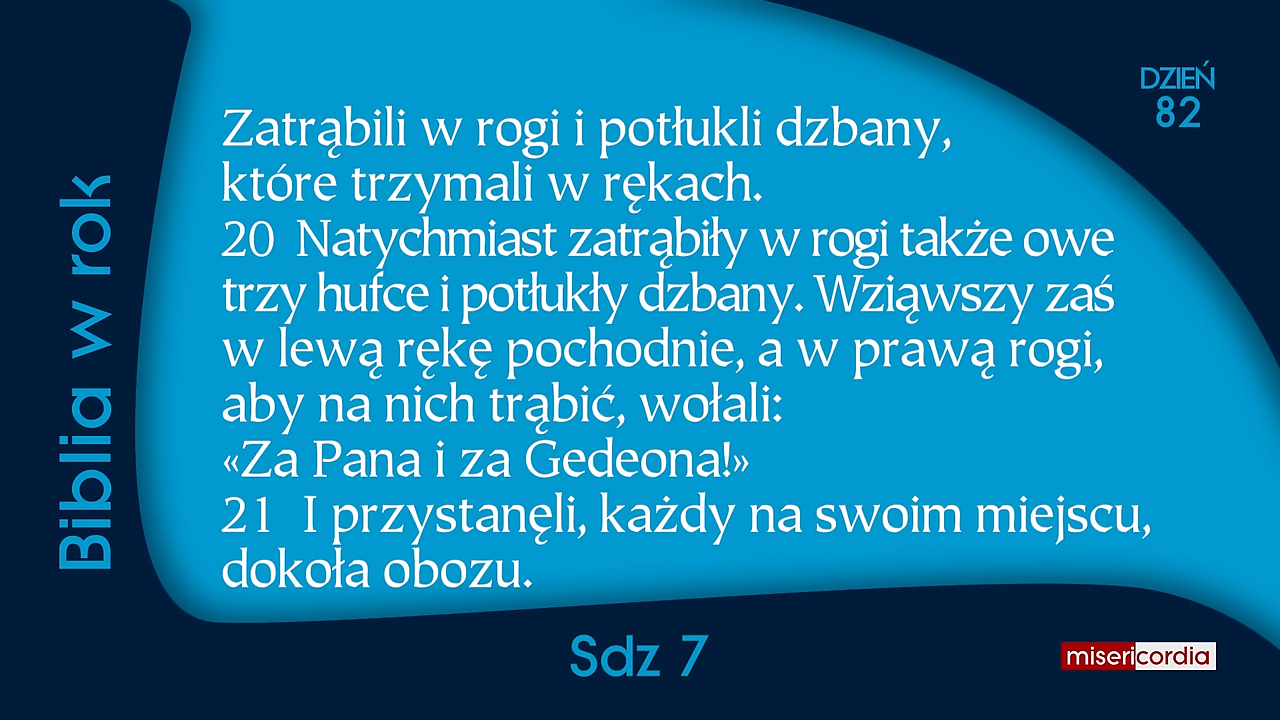 DZIEŃ
82
Zatrąbili w rogi i potłukli dzbany,
które trzymali w rękach.
20 Natychmiast zatrąbiły w rogi także owe
trzy hufce i potłukły dzbany. Wziąwszy zaś
w lewą rękę pochodnie, a w prawą rogi,
aby na nich trąbić, wołali:
«Za Pana i za Gedeona!»
21 I przystanęli, każdy na swoim miejscu,
dokoła obozu.
Biblia w rok
Sdz 7
misericordia